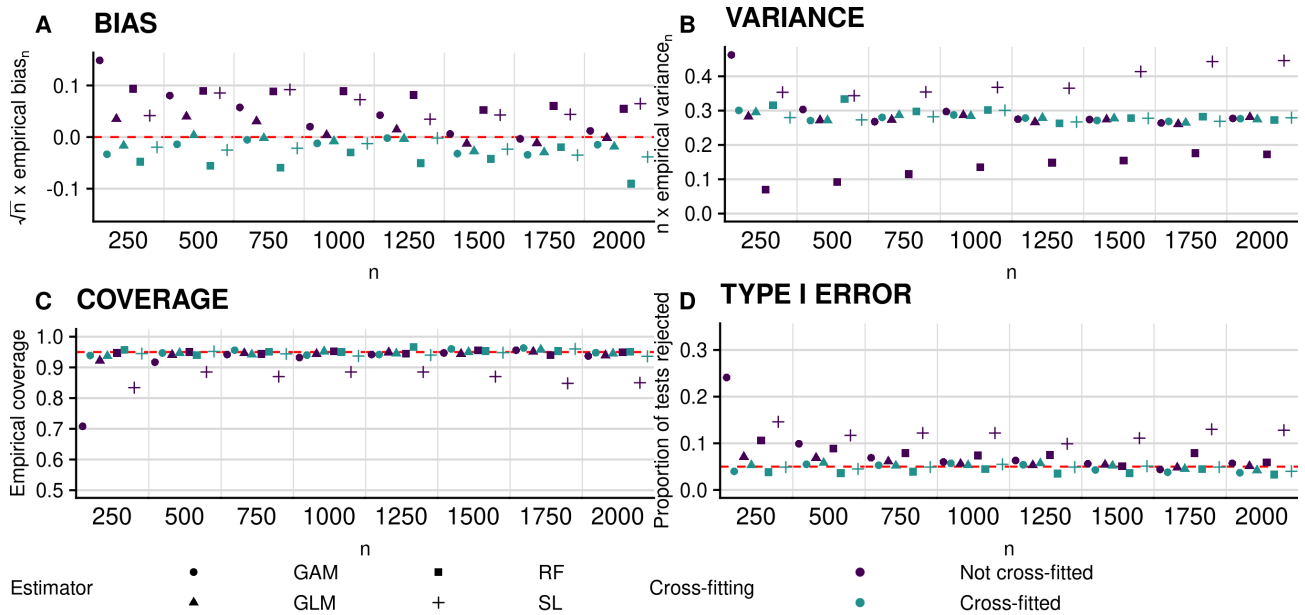 A BIAS
√n x empirical biasₙ
0.1
0.0
-0.1
250 500 750 1000 1250 1500 1750 2000
n
B VARIANCE
n x empirical varianceₙ
0.4
0.3
0.2
0.1
0.0
250 500 750 1000 1250 1500 1750 2000
n
C COVERAGE
Empirical coverage
1.0
0.9
0.8
0.7
0.6
0.5
250 500 750 1000 1250 1500 1750 2000
n
D TYPE I ERROR
Proportion of tests rejected
0.3
0.2
0.1
0.0
250 500 750 1000 1250 1500 1750 2000
n
Estimator
GAM RF
GLM SL
Cross-fitting
Not cross-fitted
Cross-fitted